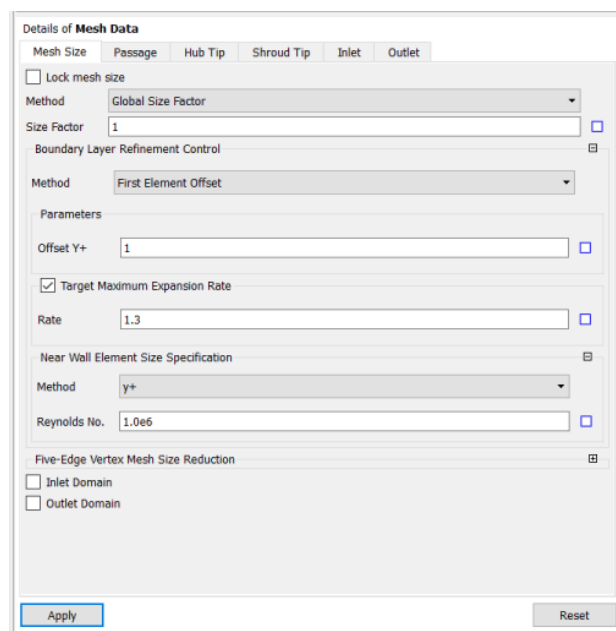 Details of Mesh Data
Mesh Size Passage Hub Tip Shroud Tip Inlet Outlet
Lock mesh size
Method Global Size Factor
Size Factor 1
Boundary Layer Refinement Control
Method First Element Offset
Parameters
Offset Y+ 1
Target Maximum Expansion Rate
Rate 1.3
Near Wall Element Size Specification
Method y+
Reynolds No. 1.0e6
Five-Edge Vertex Mesh Size Reduction
Inlet Domain
Outlet Domain
Apply Reset